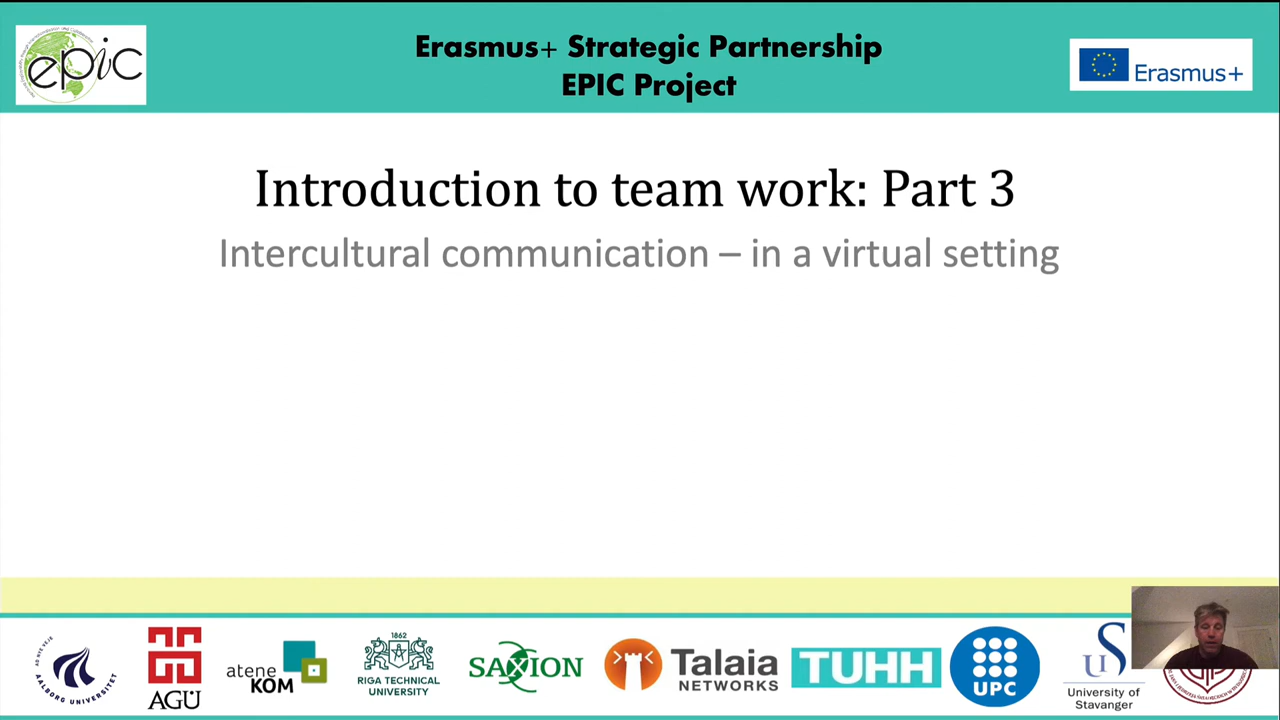 epic
Erasmus+ Strategic Partnership
EPIC Project
Erasmus+
Introduction to team work: Part 3
Intercultural communication – in a virtual setting
AALBORG UNIVERSITET
AGÜ
atene
KOM
1862
RIGA TECHNICAL
UNIVERSITY
SAXION
Talaia
NETWORKS
TUHH
UPC
uS
University of
Stavanger